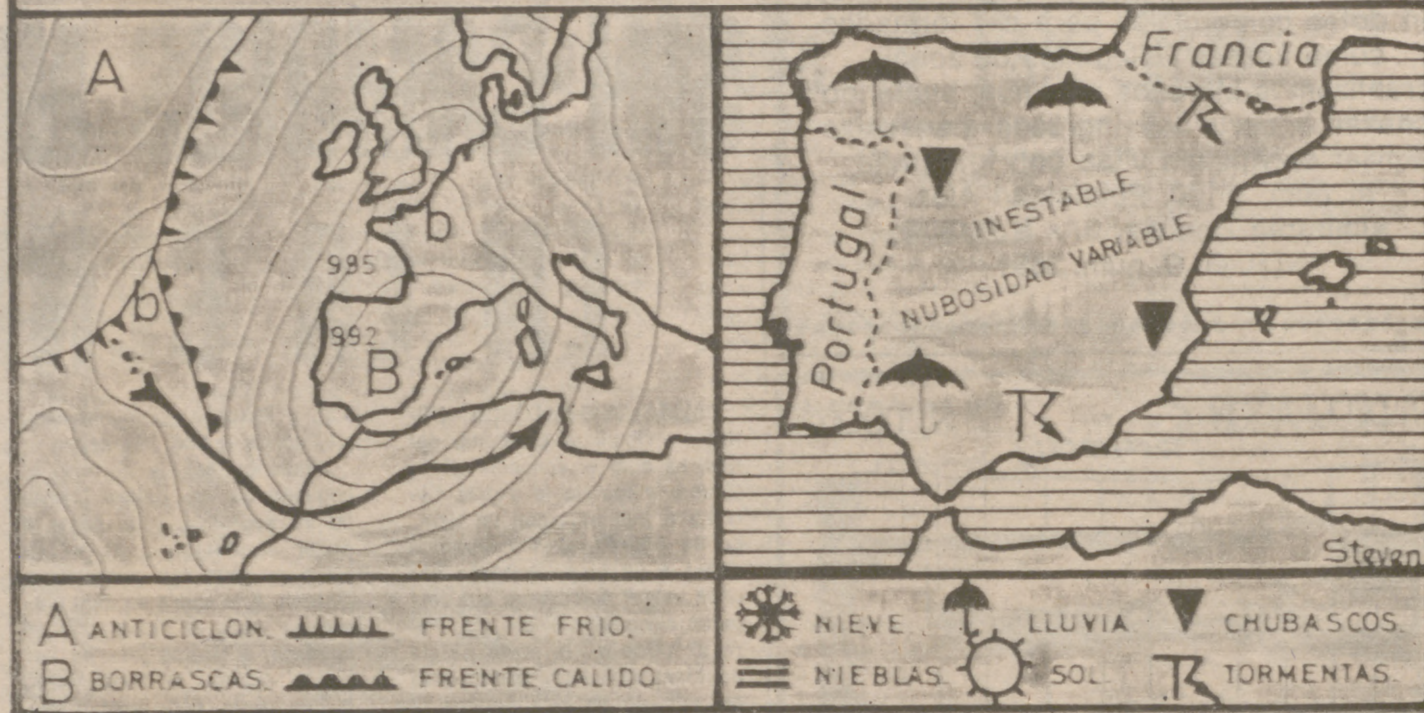 A
b
995
b
992
B
Francia
Portugal
INESTABLE
NUBOSIDAD VARIABLE
Steven
A ANTICICLON. FRENTE FRIO.
B BORRASCAS. FRENTE CALIDO
NIEVE LLUVIA CHUBASCOS.
NIEBLAS. SOL. TORMENTAS.